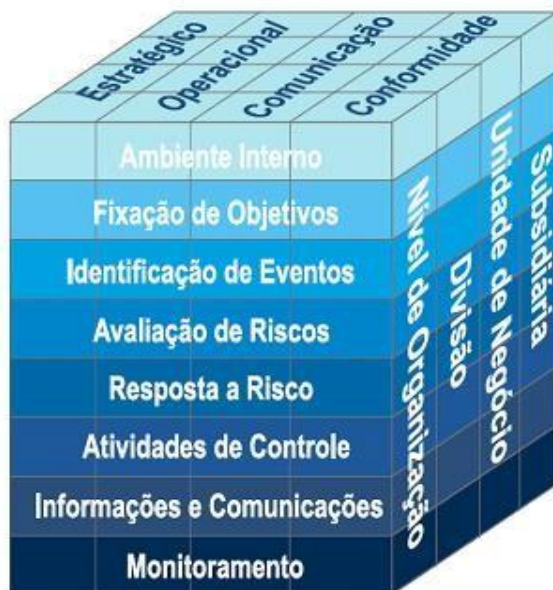 Estratégico
Operacional
Comunicação
Conformidade
Ambiente Interno
Fixação de Objetivos
Identificação de Eventos
Avaliação de Riscos
Resposta a Risco
Atividades de Controle
Informações e Comunicações
Monitoramento
Nível de Organização
Divisão
Unidade de Negócio
Subsidiária